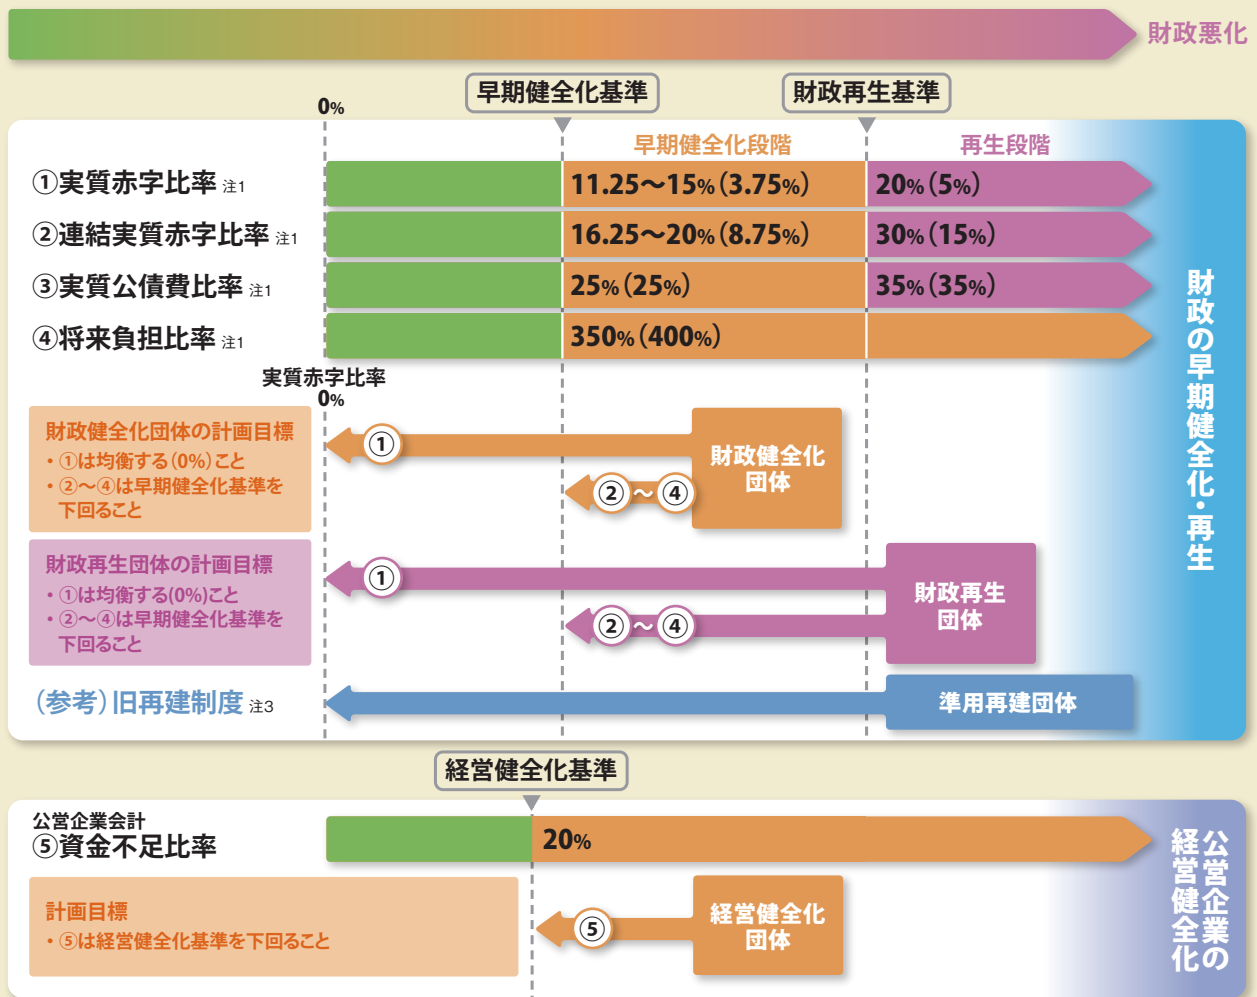 財政悪化
早期健全化基準
財政再生基準
0%
早期健全化段階
再生段階
①実質赤字比率 注1
11.25～15%(3.75%)
20%(5%)
②連結実質赤字比率 注1
16.25～20%(8.75%)
30%(15%)
③実質公債費比率 注1
25%(25%)
35%(35%)
④将来負担比率 注1
350%(400%)
財政の早期健全化・再生
実質赤字比率
0%
財政健全化団体の計画目標
・①は均衡する(0%)こと
・②～④は早期健全化基準を
下回ること
①
②～④
財政健全化
団体
財政再生団体の計画目標
・①は均衡する(0%)こと
・②～④は早期健全化基準を
下回ること
①
②～④
財政再生
団体
(参考)旧再建制度 注3
準用再建団体
経営健全化基準
公営企業会計
⑤資金不足比率
20%
計画目標
・⑤は経営健全化基準を下回ること
⑤
経営健全化
団体
公営企業の
経営健全化